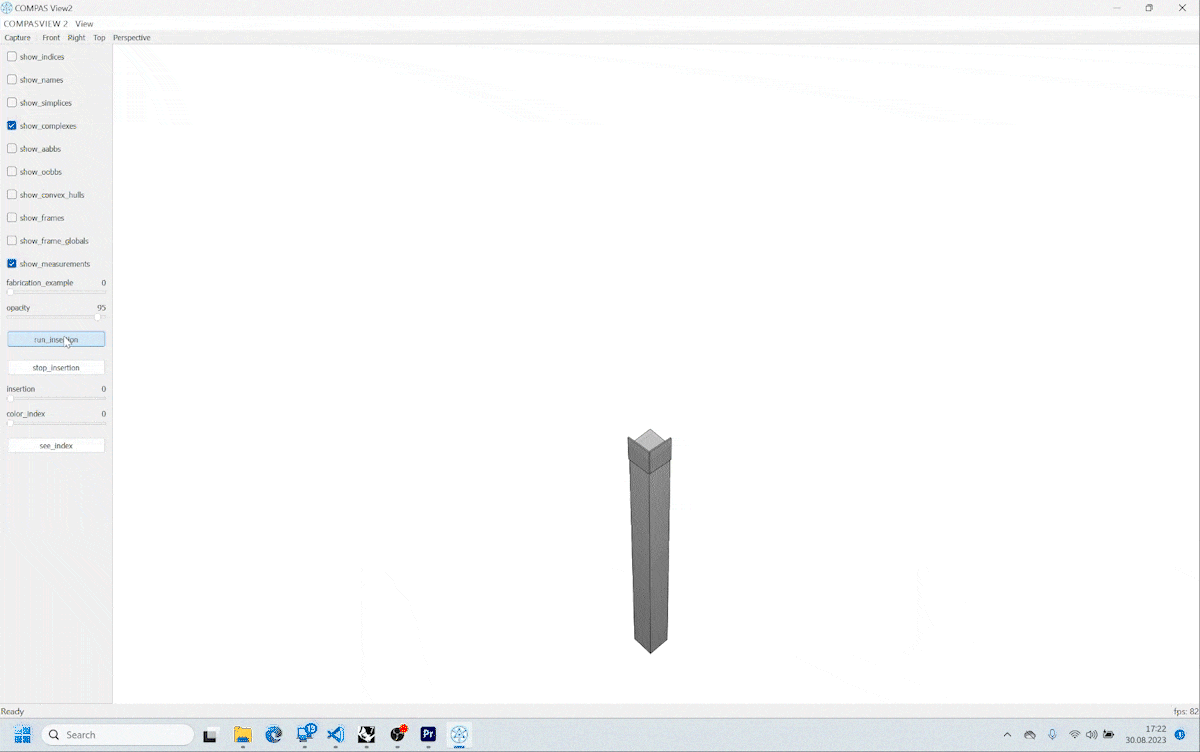 COMPAS View2
COMPASVIEW 2 View
Capture Front Right Top Perspective
show_indices
show_names
show_simplices
show_complexes
show_aabbs
show_oobbs
show_convex_hulls
show_frames
show_frame_globals
show_measurements
fabrication_example 0
opacity 95
run_insertion
stop_insertion
insertion 0
color_index 0
see_index
Ready fps: 82
Search
Pr
17:22
30.08.2023